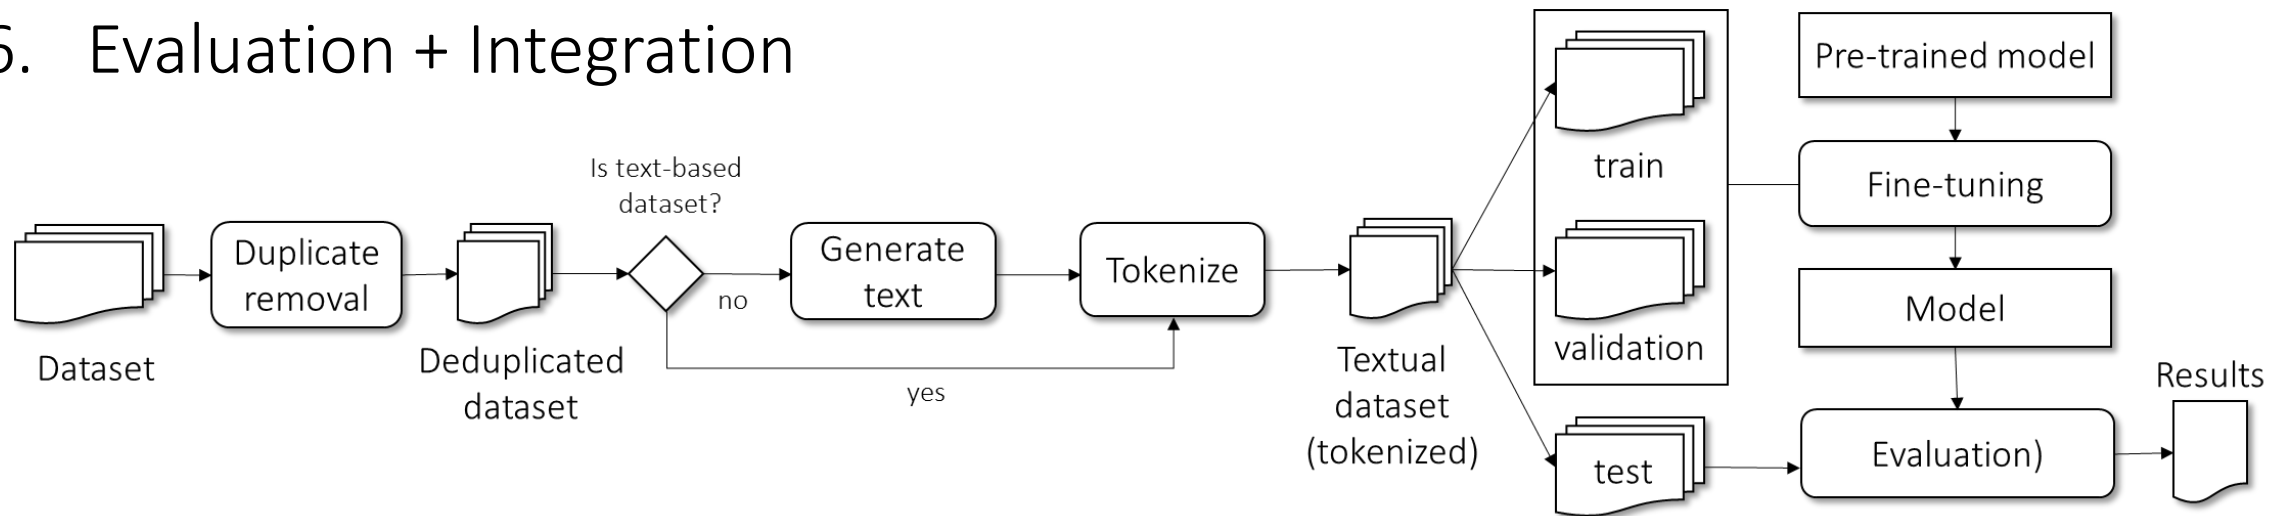 6. Evaluation + Integration
Dataset
Duplicate
removal
Deduplicated
dataset
Is text-based
dataset?
no
yes
Generate
text
Tokenize
Textual
dataset
(tokenized)
train
validation
test
Pre-trained model
Fine-tuning
Model
Evaluation)
Results